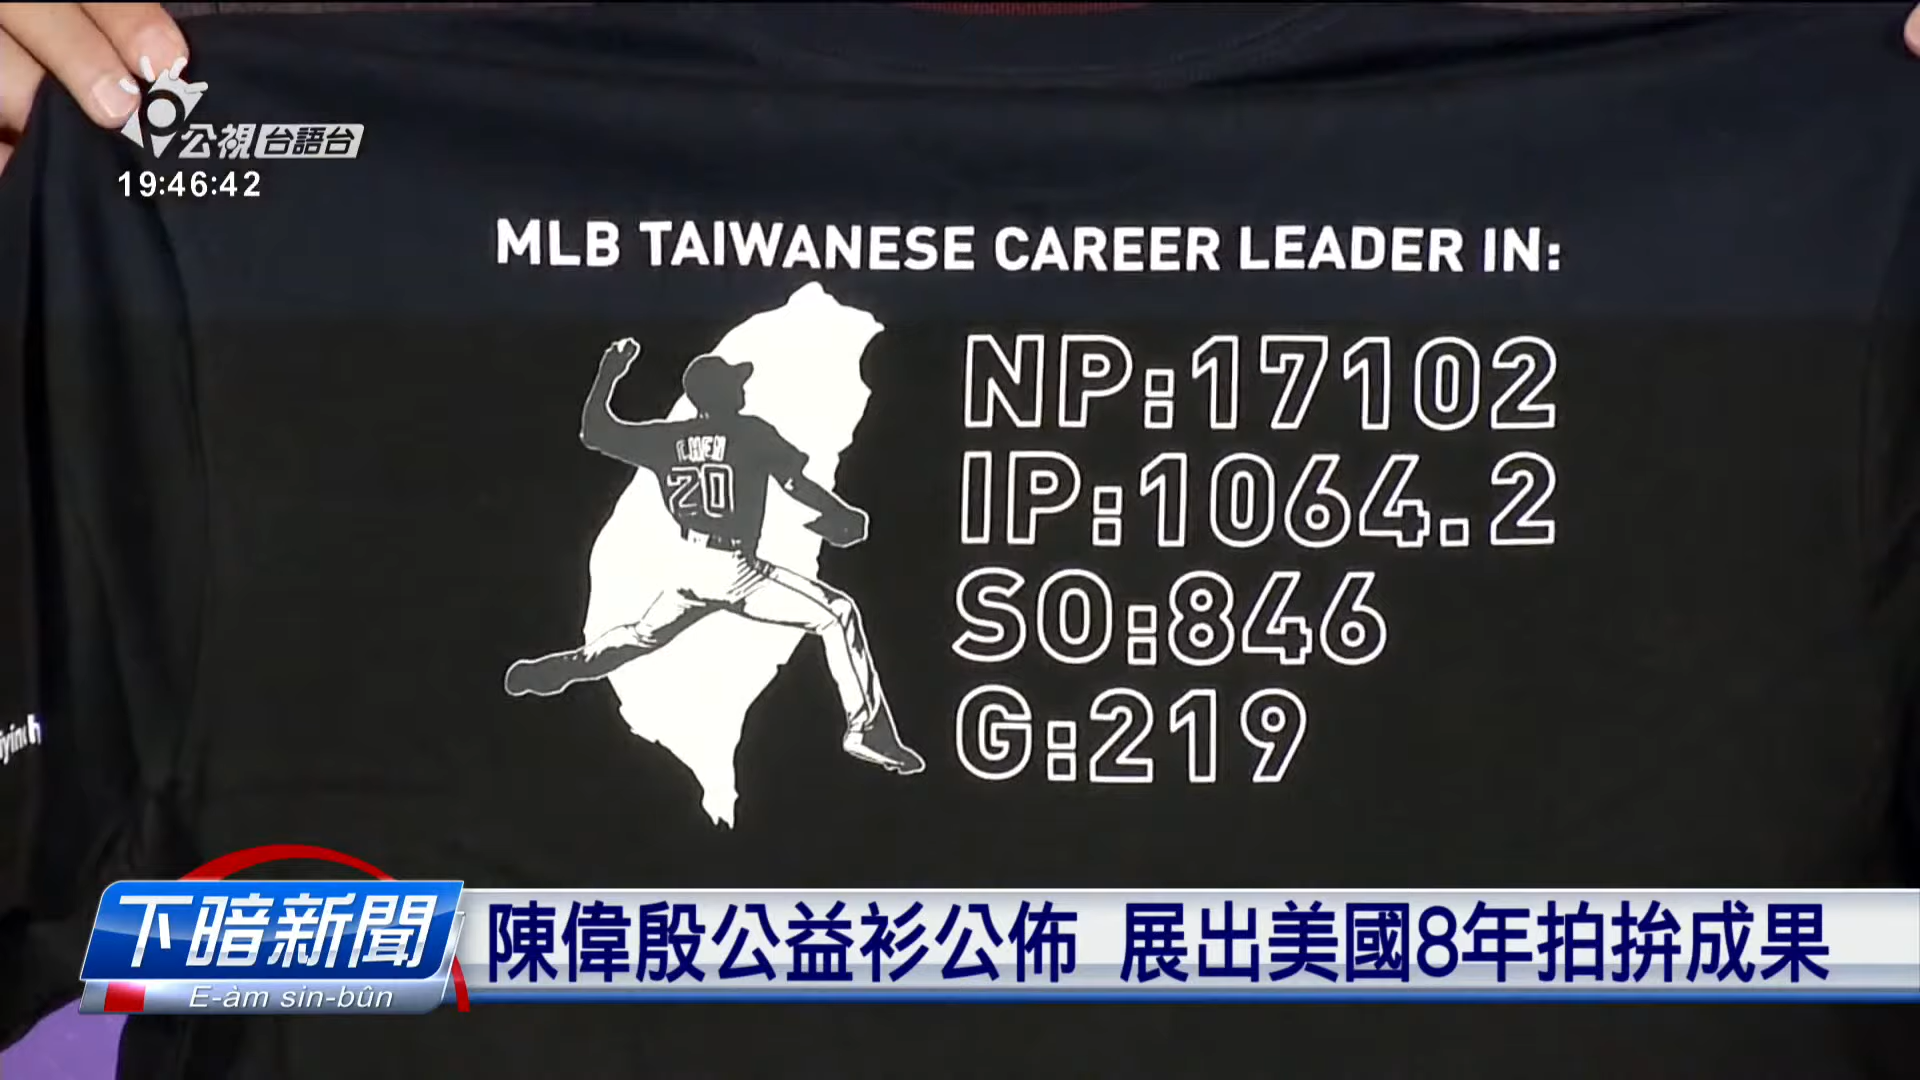 公視 台語台
19:46:42
MLB TAIWANESE CAREER LEADER IN:
CHEN
20
NP:17102
IP:1064.2
SO:846
G:219
下暗新聞
E-àm sin-bûn
陳偉殷公益衫公佈 展出美國8年拍拚成果